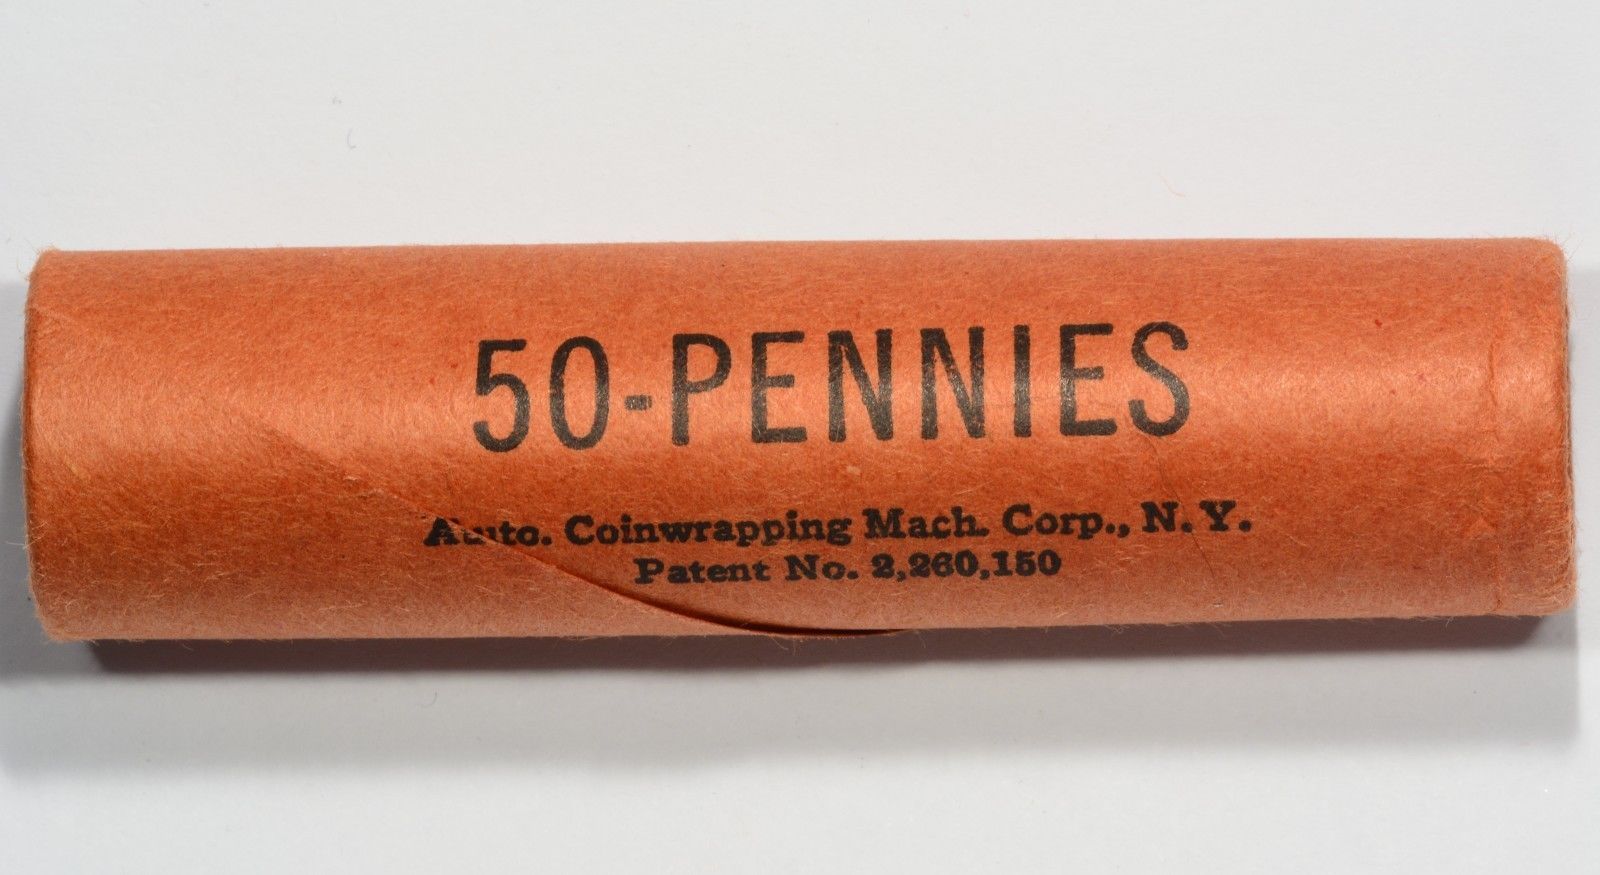 50-PENNIES
Auto. Coinwrapping Mach. Corp., N. Y.
Patent No. 2,260,150